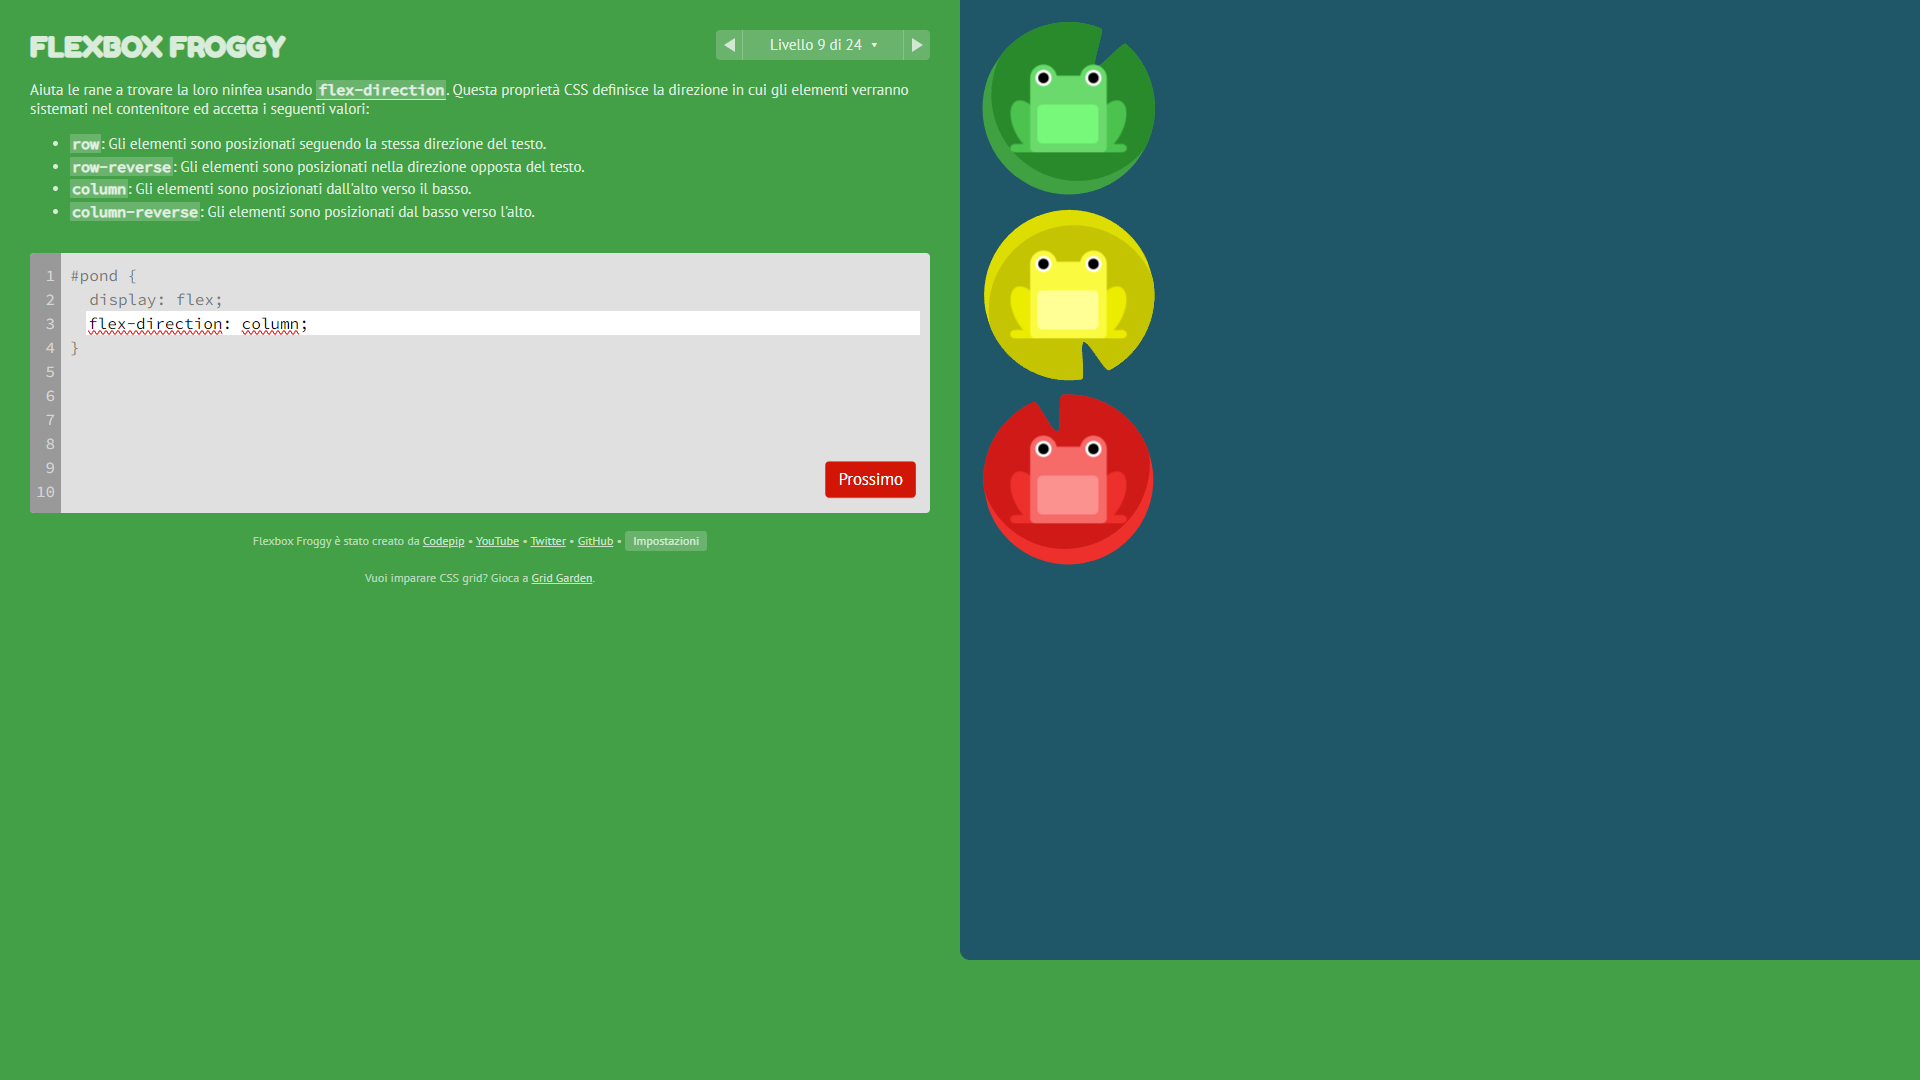 FLEXBOX FROGGY
Livello 9 di 24 ▼
Aiuta le rane a trovare la loro ninfea usando flex-direction. Questa proprietà CSS definisce la direzione in cui gli elementi verranno
sistemati nel contenitore ed accetta i seguenti valori:
• row: Gli elementi sono posizionati seguendo la stessa direzione del testo.
• row-reverse: Gli elementi sono posizionati nella direzione opposta del testo.
• column: Gli elementi sono posizionati dall'alto verso il basso.
• column-reverse: Gli elementi sono posizionati dal basso verso l'alto.
1 #pond {
2 display: flex;
3 flex-direction: column;
4 }
5
6
7
8
9
10
Prossimo
Flexbox Froggy è stato creato da Codepip • YouTube • Twitter • GitHub • Impostazioni
Vuoi imparare CSS grid? Gioca a Grid Garden.